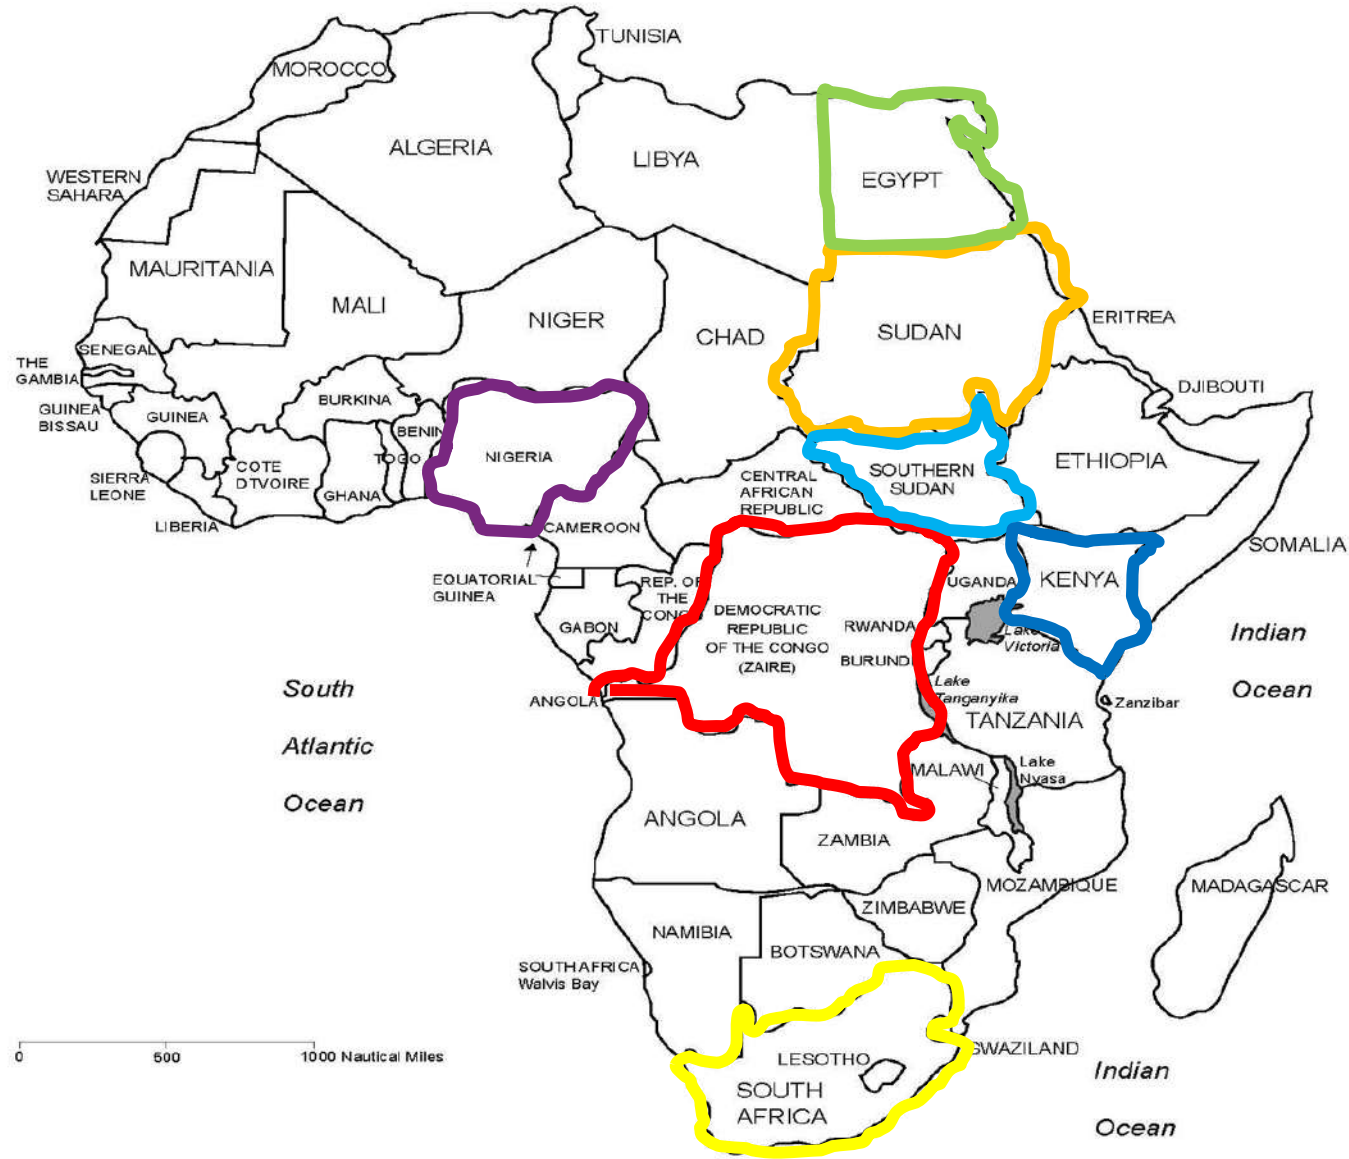 TUNISIA
MOROCCO
ALGERIA
LIBYA
EGYPT
WESTERN
SAHARA
MAURITANIA
MALI
NIGER
CHAD
SUDAN
ERITREA
SENEGAL
THE
GAMBIA
DJIBOUTI
GUINEA
BISSAU
GUINEA
BURKINA
BENIN
TOGO
NIGERIA
SIERRA
LEONE
COTE
DTVOIRE
GHANA
LIBERIA
CENTRAL
AFRICAN
REPUBLIC
SOUTHERN
SUDAN
ETHIOPIA
CAMEROON
SOMALIA
EQUATORIAL
GUINEA
REP. OF
THE
CONGO
UGANDA
KENYA
GABON
DEMOCRATIC
REPUBLIC
OF THE CONGO
(ZAIRE)
RWANDA
BURUNDI
Lake
Victoria
Indian
Ocean
South
Atlantic
Ocean
ANGOLA
Lake
Tanganyika
TANZANIA
Zanzibar
MALAWI
Lake
Nyasa
ANGOLA
ZAMBIA
MOZAMBIQUE
MADAGASCAR
ZIMBABWE
NAMIBIA
BOTSWANA
SOUTH AFRICA
Walvis Bay
0 500 1000 Nautical Miles
LESOTHO
SWAZILAND
SOUTH
AFRICA
Indian
Ocean